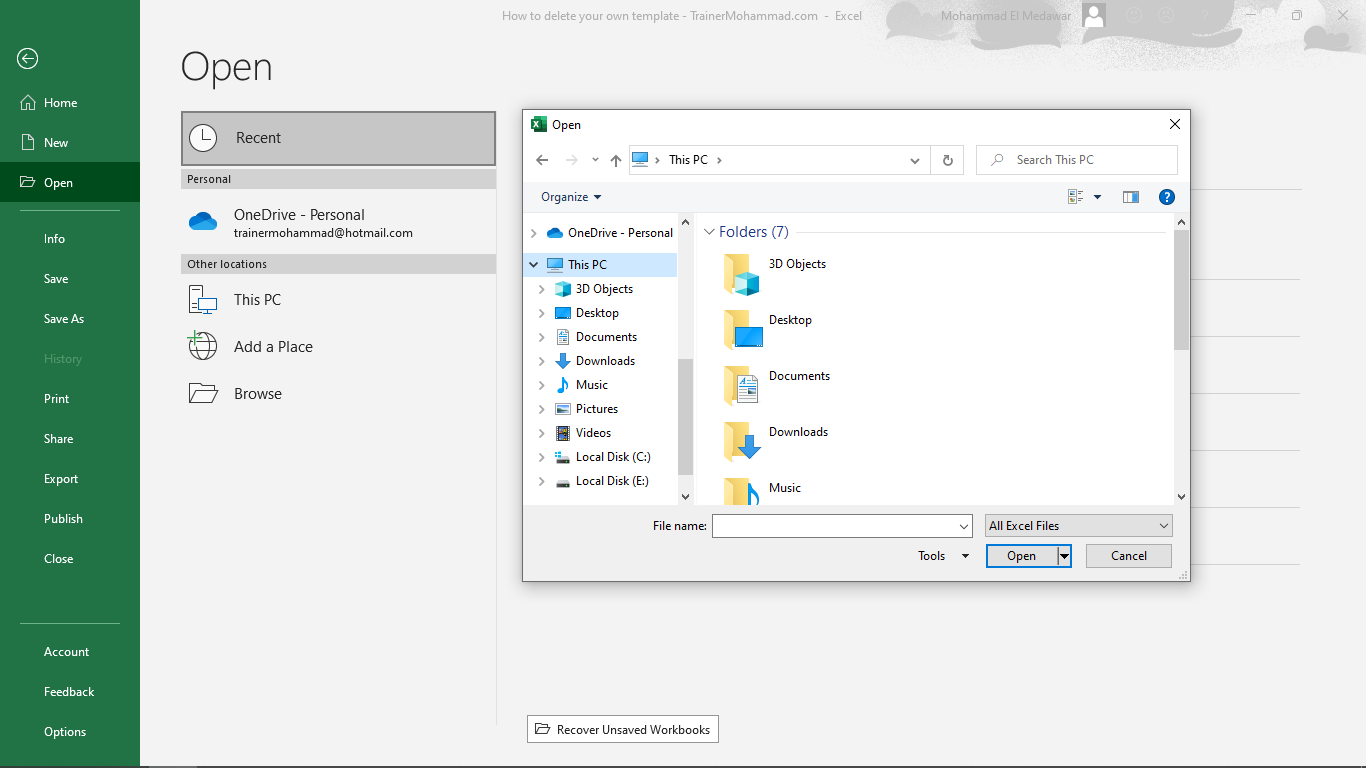 How to delete your own template - TrainerMohammad.com - Excel
Mohammad El Medawar
Home
New
Open
Info
Save
Save As
History
Print
Share
Export
Publish
Close
Account
Feedback
Options
Open
Recent
Personal
OneDrive - Personal
trainermohammad@hotmail.com
Other locations
This PC
Add a Place
Browse
Open
This PC
Search This PC
Organize
OneDrive - Personal
This PC
3D Objects
Desktop
Documents
Downloads
Music
Pictures
Videos
Local Disk (C:)
Local Disk (E:)
Folders (7)
3D Objects
Desktop
Documents
Downloads
Music
File name:
All Excel Files
Tools
Open
Cancel
Recover Unsaved Workbooks